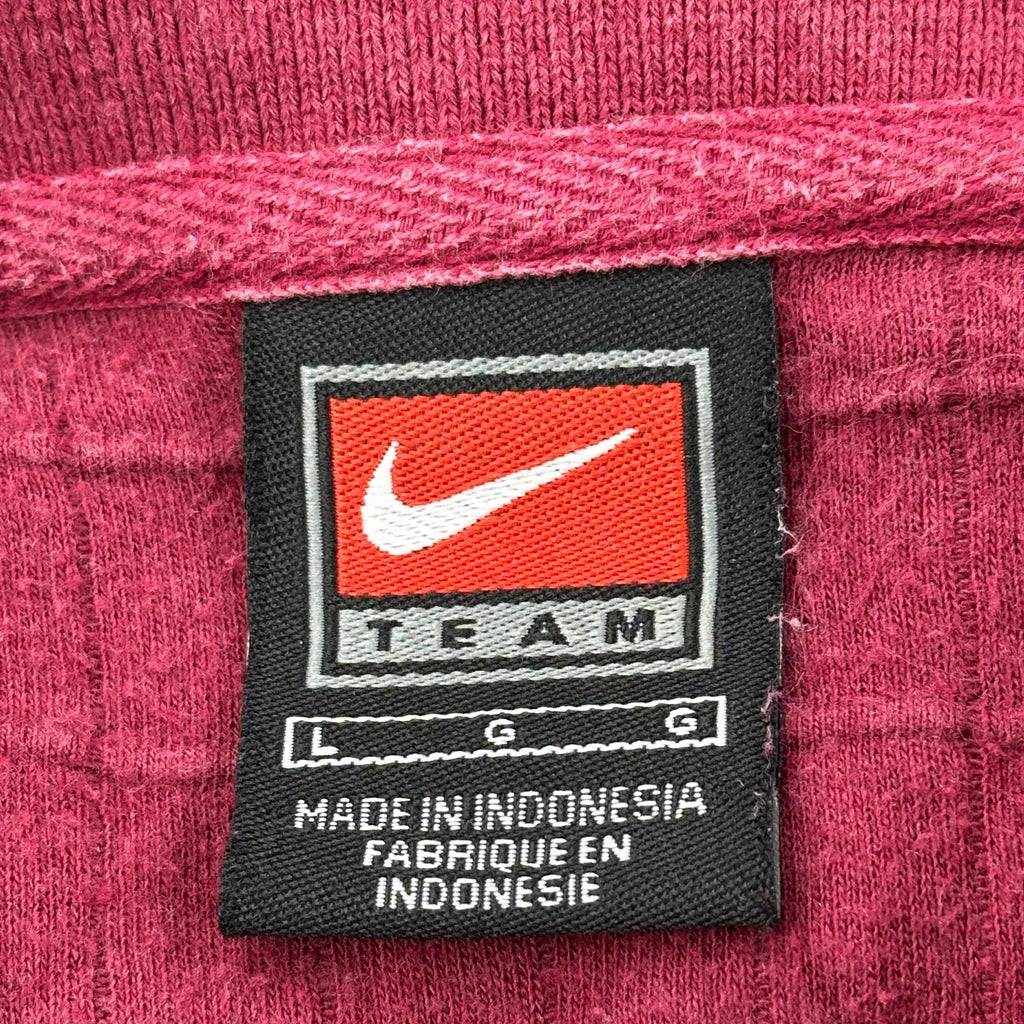 TEAM
L G G
MADE IN INDONESIA
FABRIQUE EN
INDONESIE